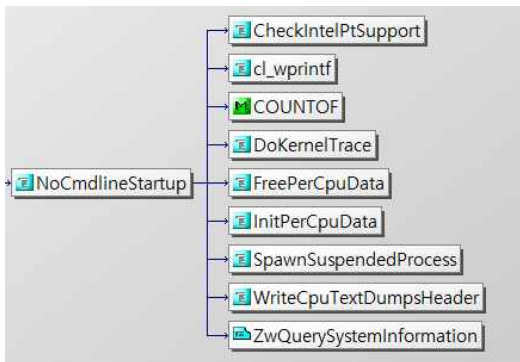 CheckIntelPtSupport
cl_wprintf
COUNTOF
DoKernelTrace
NoCmdlineStartup
FreePerCpuData
InitPerCpuData
SpawnSuspendedProcess
WriteCpuTextDumpsHeader
ZwQuerySystemInformation